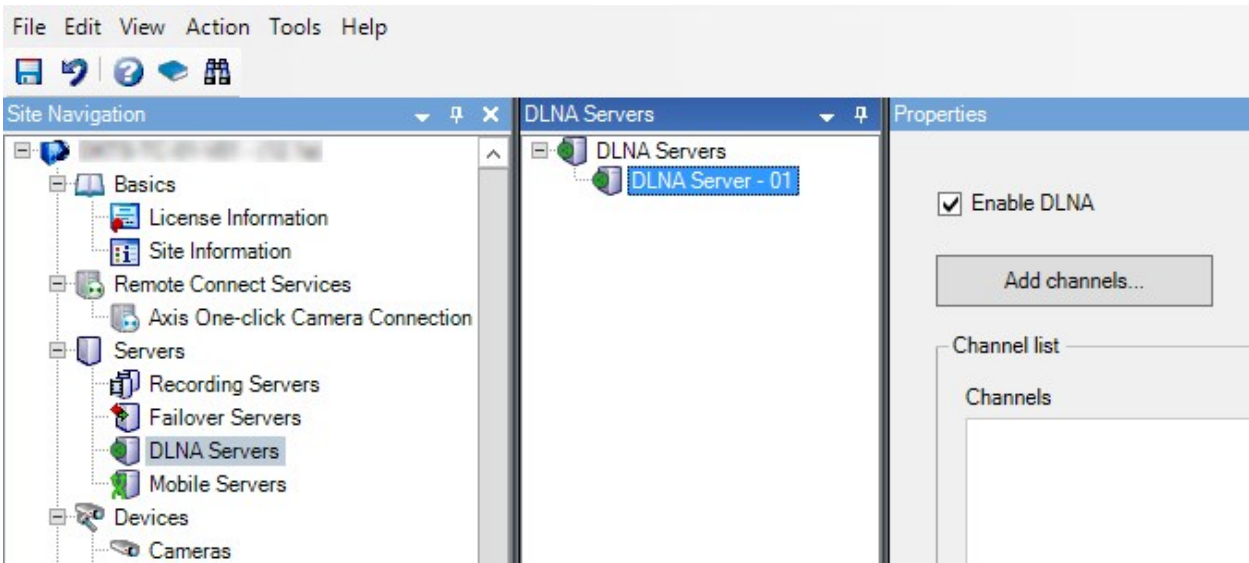 File Edit View Action Tools Help
Site Navigation
Basics
License Information
Site Information
Remote Connect Services
Axis One-click Camera Connection
Servers
Recording Servers
Failover Servers
DLNA Servers
Mobile Servers
Devices
Cameras
DLNA Servers
DLNA Servers
DLNA Server - 01
Properties
Enable DLNA
Add channels...
Channel list
Channels